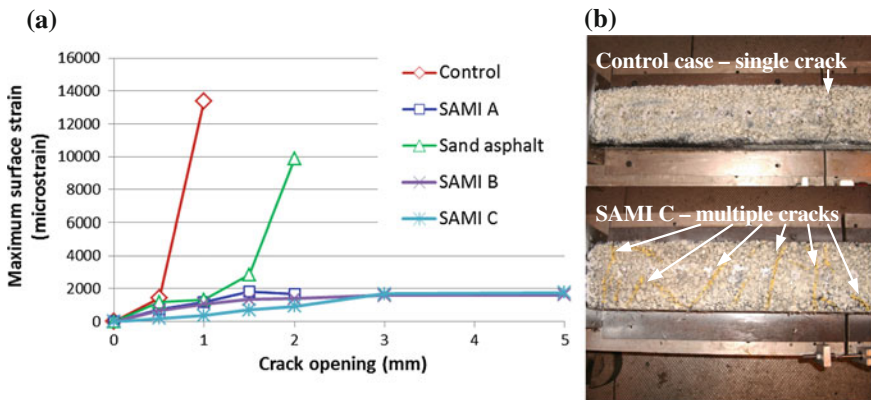 (a)
16000
14000
12000
10000
8000
6000
4000
2000
0
Maximum surface strain
(microstrain)
0
1
2
3
4
5
Crack opening (mm)
Control
SAMI A
Sand asphalt
SAMI B
SAMI C
(b)
Control case – single crack
SAMI C – multiple cracks